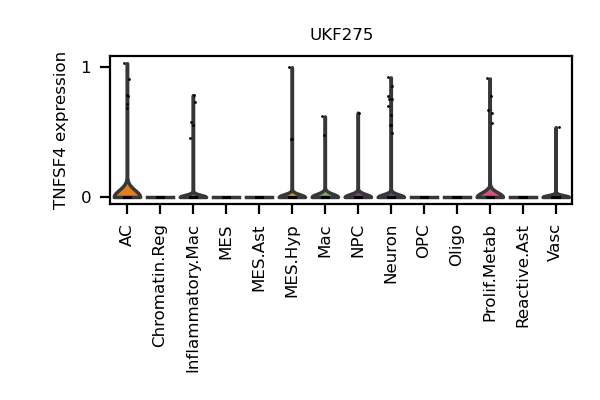 UKF275
TNFSF4 expression
1
0
AC
Chromatin.Reg
Inflammatory.Mac
MES
MES.Ast
MES.Hyp
Mac
NPC
Neuron
OPC
Oligo
Prolif.Metab
Reactive.Ast
Vasc